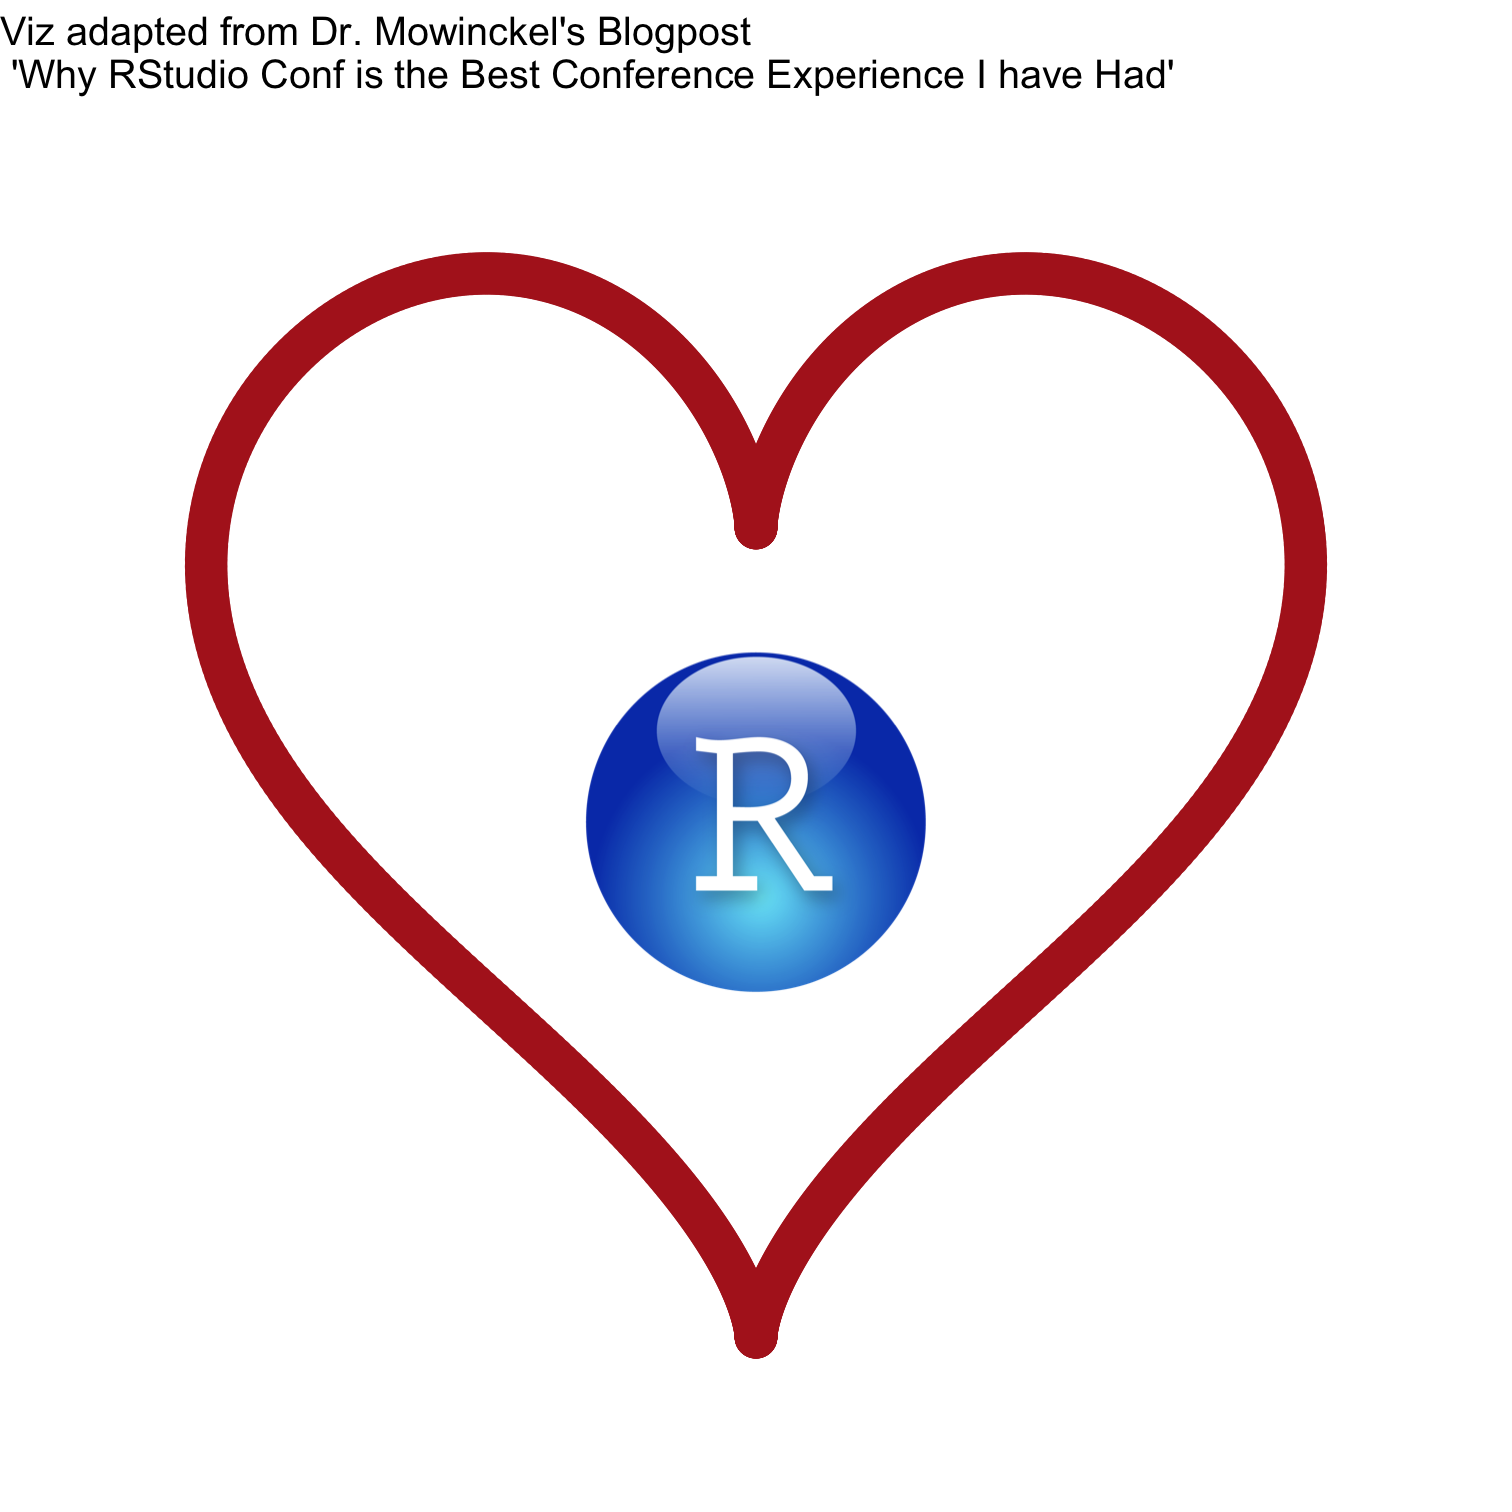 Viz adapted from Dr. Mowinckel's Blogpost
'Why RStudio Conf is the Best Conference Experience I have Had'
R